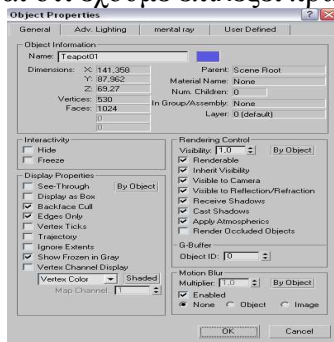 Object Properties
General Adv. Lighting mental ray User Defined
Object Information
Name: Teapot01
Dimensions: X: 141,358
Y: 87,962
Z: 69,27
Vertices: 530
Faces: 1024
0
0
Parent: Scene Root
Material Name: None
Num. Children: 0
In Group/Assembly: None
Layer: 0 (default)
Interactivity
Hide
Freeze
Display Properties
See-Through By Object
Display as Box
Backface Cull
Edges Only
Vertex Ticks
Trajectory
Ignore Extents
Show Frozen in Gray
Vertex Channel Display
Vertex Color Shaded
Map Channel: 1
Rendering Control
Visibility: 1,0 By Object
Renderable
Inherit Visibility
Visible to Camera
Visible to Reflection/Refraction
Receive Shadows
Cast Shadows
Apply Atmospherics
Render Occluded Objects
G-Buffer
Object ID: 0
Motion Blur
Multiplier: 1,0 By Object
Enabled
None Object Image
OK Cancel